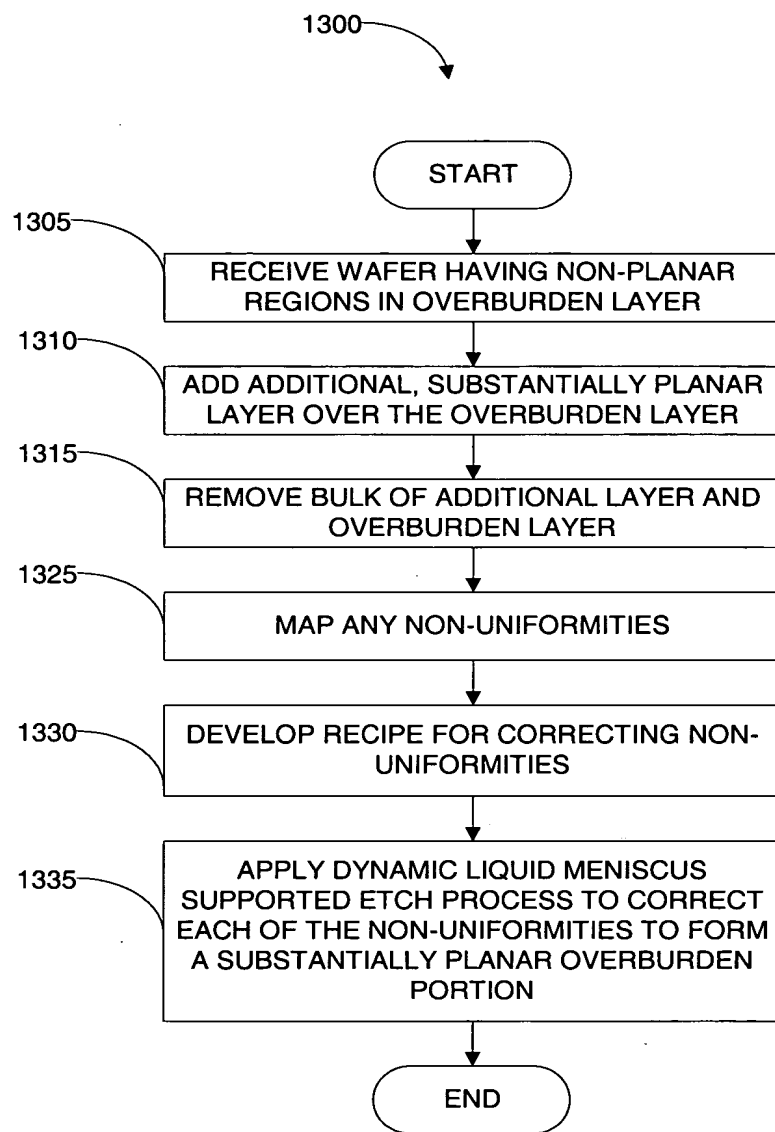 1300
START
1305
RECEIVE WAFER HAVING NON-PLANAR
REGIONS IN OVERBURDEN LAYER
1310
ADD ADDITIONAL, SUBSTANTIALLY PLANAR
LAYER OVER THE OVERBURDEN LAYER
1315
REMOVE BULK OF ADDITIONAL LAYER AND
OVERBURDEN LAYER
1325
MAP ANY NON-UNIFORMITIES
1330
DEVELOP RECIPE FOR CORRECTING NON-
UNIFORMITIES
1335
APPLY DYNAMIC LIQUID MENISCUS
SUPPORTED ETCH PROCESS TO CORRECT
EACH OF THE NON-UNIFORMITIES TO FORM
A SUBSTANTIALLY PLANAR OVERBURDEN
PORTION
END